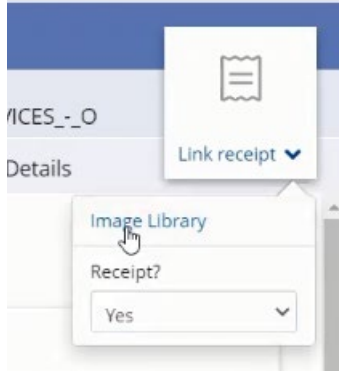 VICES_-_O
Link receipt
Details
Image Library
Receipt?
Yes